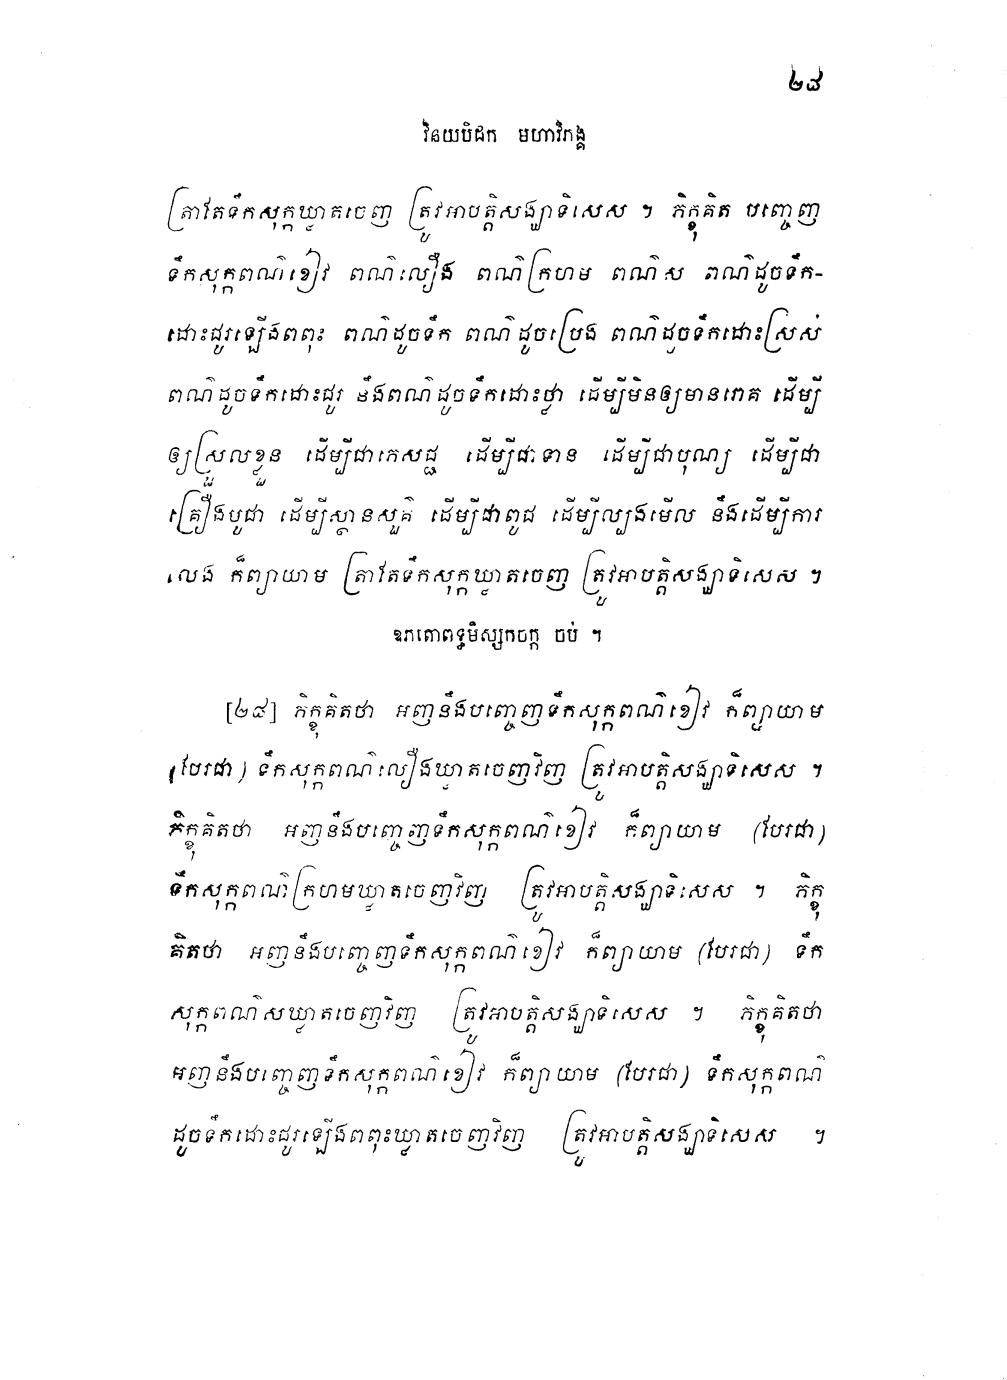 ២៨
វិនយបិដក មហាវិភង្គ
ត្រាតែទឹកសុក្កឃ្លាតចេញ ត្រូវអាបត្តិសង្ឃាទិសេស ។ ភិក្ខុគិត បញ្ចេញ
ទឹកសុក្កពណ៌ខៀវ ពណ៌លឿង ពណ៌ក្រហម ពណ៌ស ពណ៌ដូចទឹក-
ដោះជូរឡើងពពុះ ពណ៌ដូចទឹក ពណ៌ដូចប្រេង ពណ៌ដូចទឹកដោះស្រស់
ពណ៌ដូចទឹកដោះជូរ នឹងពណ៌ដូចទឹកដោះថ្លា ដើម្បីមិនឲ្យមានរោគ ដើម្បី
ឲ្យស្រួលខ្លួន ដើម្បីជាភេសជ្ជ ដើម្បីជាទាន ដើម្បីជាបុណ្យ ដើម្បីជា
គ្រឿងបូជា ដើម្បីស្ថានសួគ៌ ដើម្បីជាពូជ ដើម្បីល្បងមើល នឹងដើម្បីការ
លេង ក៏ព្យាយាម ត្រាតែទឹកសុក្កឃ្លាតចេញ ត្រូវអាបត្តិសង្ឃាទិសេស ។
ឧភតោពទ្ធមិស្សកចក្ក ចប់ ។
[២៨] ភិក្ខុគិតថា អញនឹងបញ្ចេញទឹកសុក្កពណ៌ខៀវ ក៏ព្យាយាម
(បែរជា) ទឹកសុក្កពណ៌លឿងឃ្លាតចេញវិញ ត្រូវអាបត្តិសង្ឃាទិសេស ។
ភិក្ខុគិតថា អញនឹងបញ្ចេញទឹកសុក្កពណ៌ខៀវ ក៏ព្យាយាម (បែរជា)
ទឹកសុក្កពណ៌ក្រហមឃ្លាតចេញវិញ ត្រូវអាបត្តិសង្ឃាទិសេស ។ ភិក្ខុ
គិតថា អញនឹងបញ្ចេញទឹកសុក្កពណ៌ខៀវ ក៏ព្យាយាម (បែរជា) ទឹក
សុក្កពណ៌សឃ្លាតចេញវិញ ត្រូវអាបត្តិសង្ឃាទិសេស ។ ភិក្ខុគិតថា
អញនឹងបញ្ចេញទឹកសុក្កពណ៌ខៀវ ក៏ព្យាយាម (បែរជា) ទឹកសុក្កពណ៌
ដូចទឹកដោះជូរឡើងពពុះឃ្លាតចេញវិញ ត្រូវអាបត្តិសង្ឃាទិសេស ។